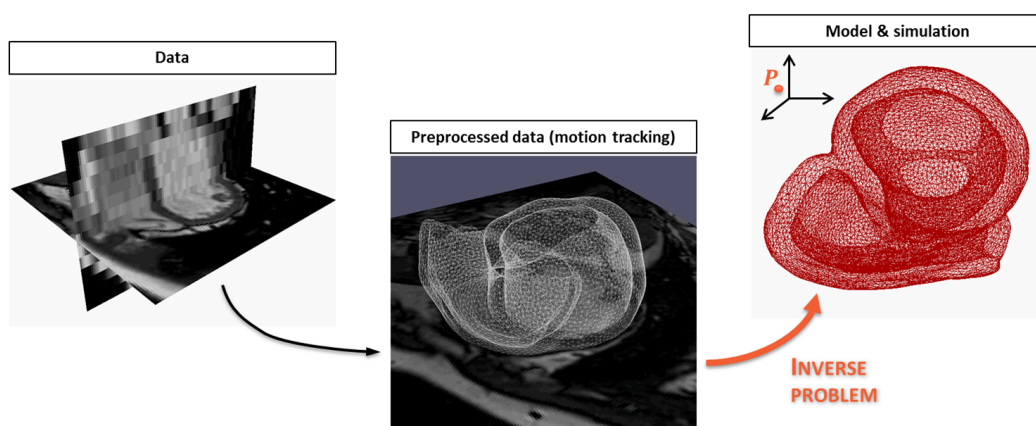 Data
Preprocessed data (motion tracking)
Model & simulation
P
INVERSE
PROBLEM